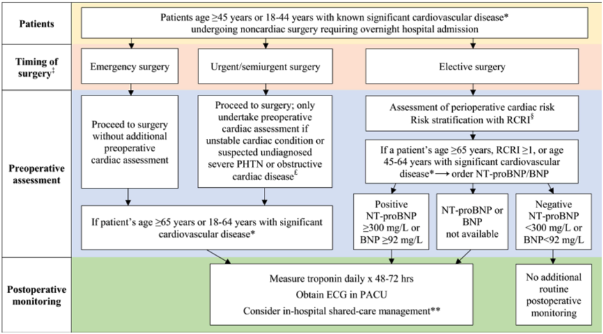 Patients
Patients age ≥45 years or 18-44 years with known significant cardiovascular disease*
undergoing noncardiac surgery requiring overnight hospital admission
Timing of
surgery‡
Emergency surgery
Urgent/semiurgent surgery
Elective surgery
Preoperative
assessment
Proceed to surgery
without additional
preoperative
cardiac assessment
Proceed to surgery; only
undertake preoperative
cardiac assessment if
unstable cardiac condition or
suspected undiagnosed
severe PHTN or obstructive
cardiac disease£
Assessment of perioperative cardiac risk
Risk stratification with RCRI§
If a patient's age ≥65 years, RCRI ≥1, or age
45-64 years with significant cardiovascular
disease* → order NT-proBNP/BNP
If patient's age ≥65 years or 18-64 years with significant
cardiovascular disease*
Positive
NT-proBNP
≥300 mg/L or
BNP ≥92 mg/L
NT-proBNP or
BNP
not available
Negative
NT-proBNP
<300 mg/L or
BNP<92 mg/L
Postoperative
monitoring
Measure troponin daily x 48-72 hrs
Obtain ECG in PACU
Consider in-hospital shared-care management**
No additional
routine
postoperative
monitoring